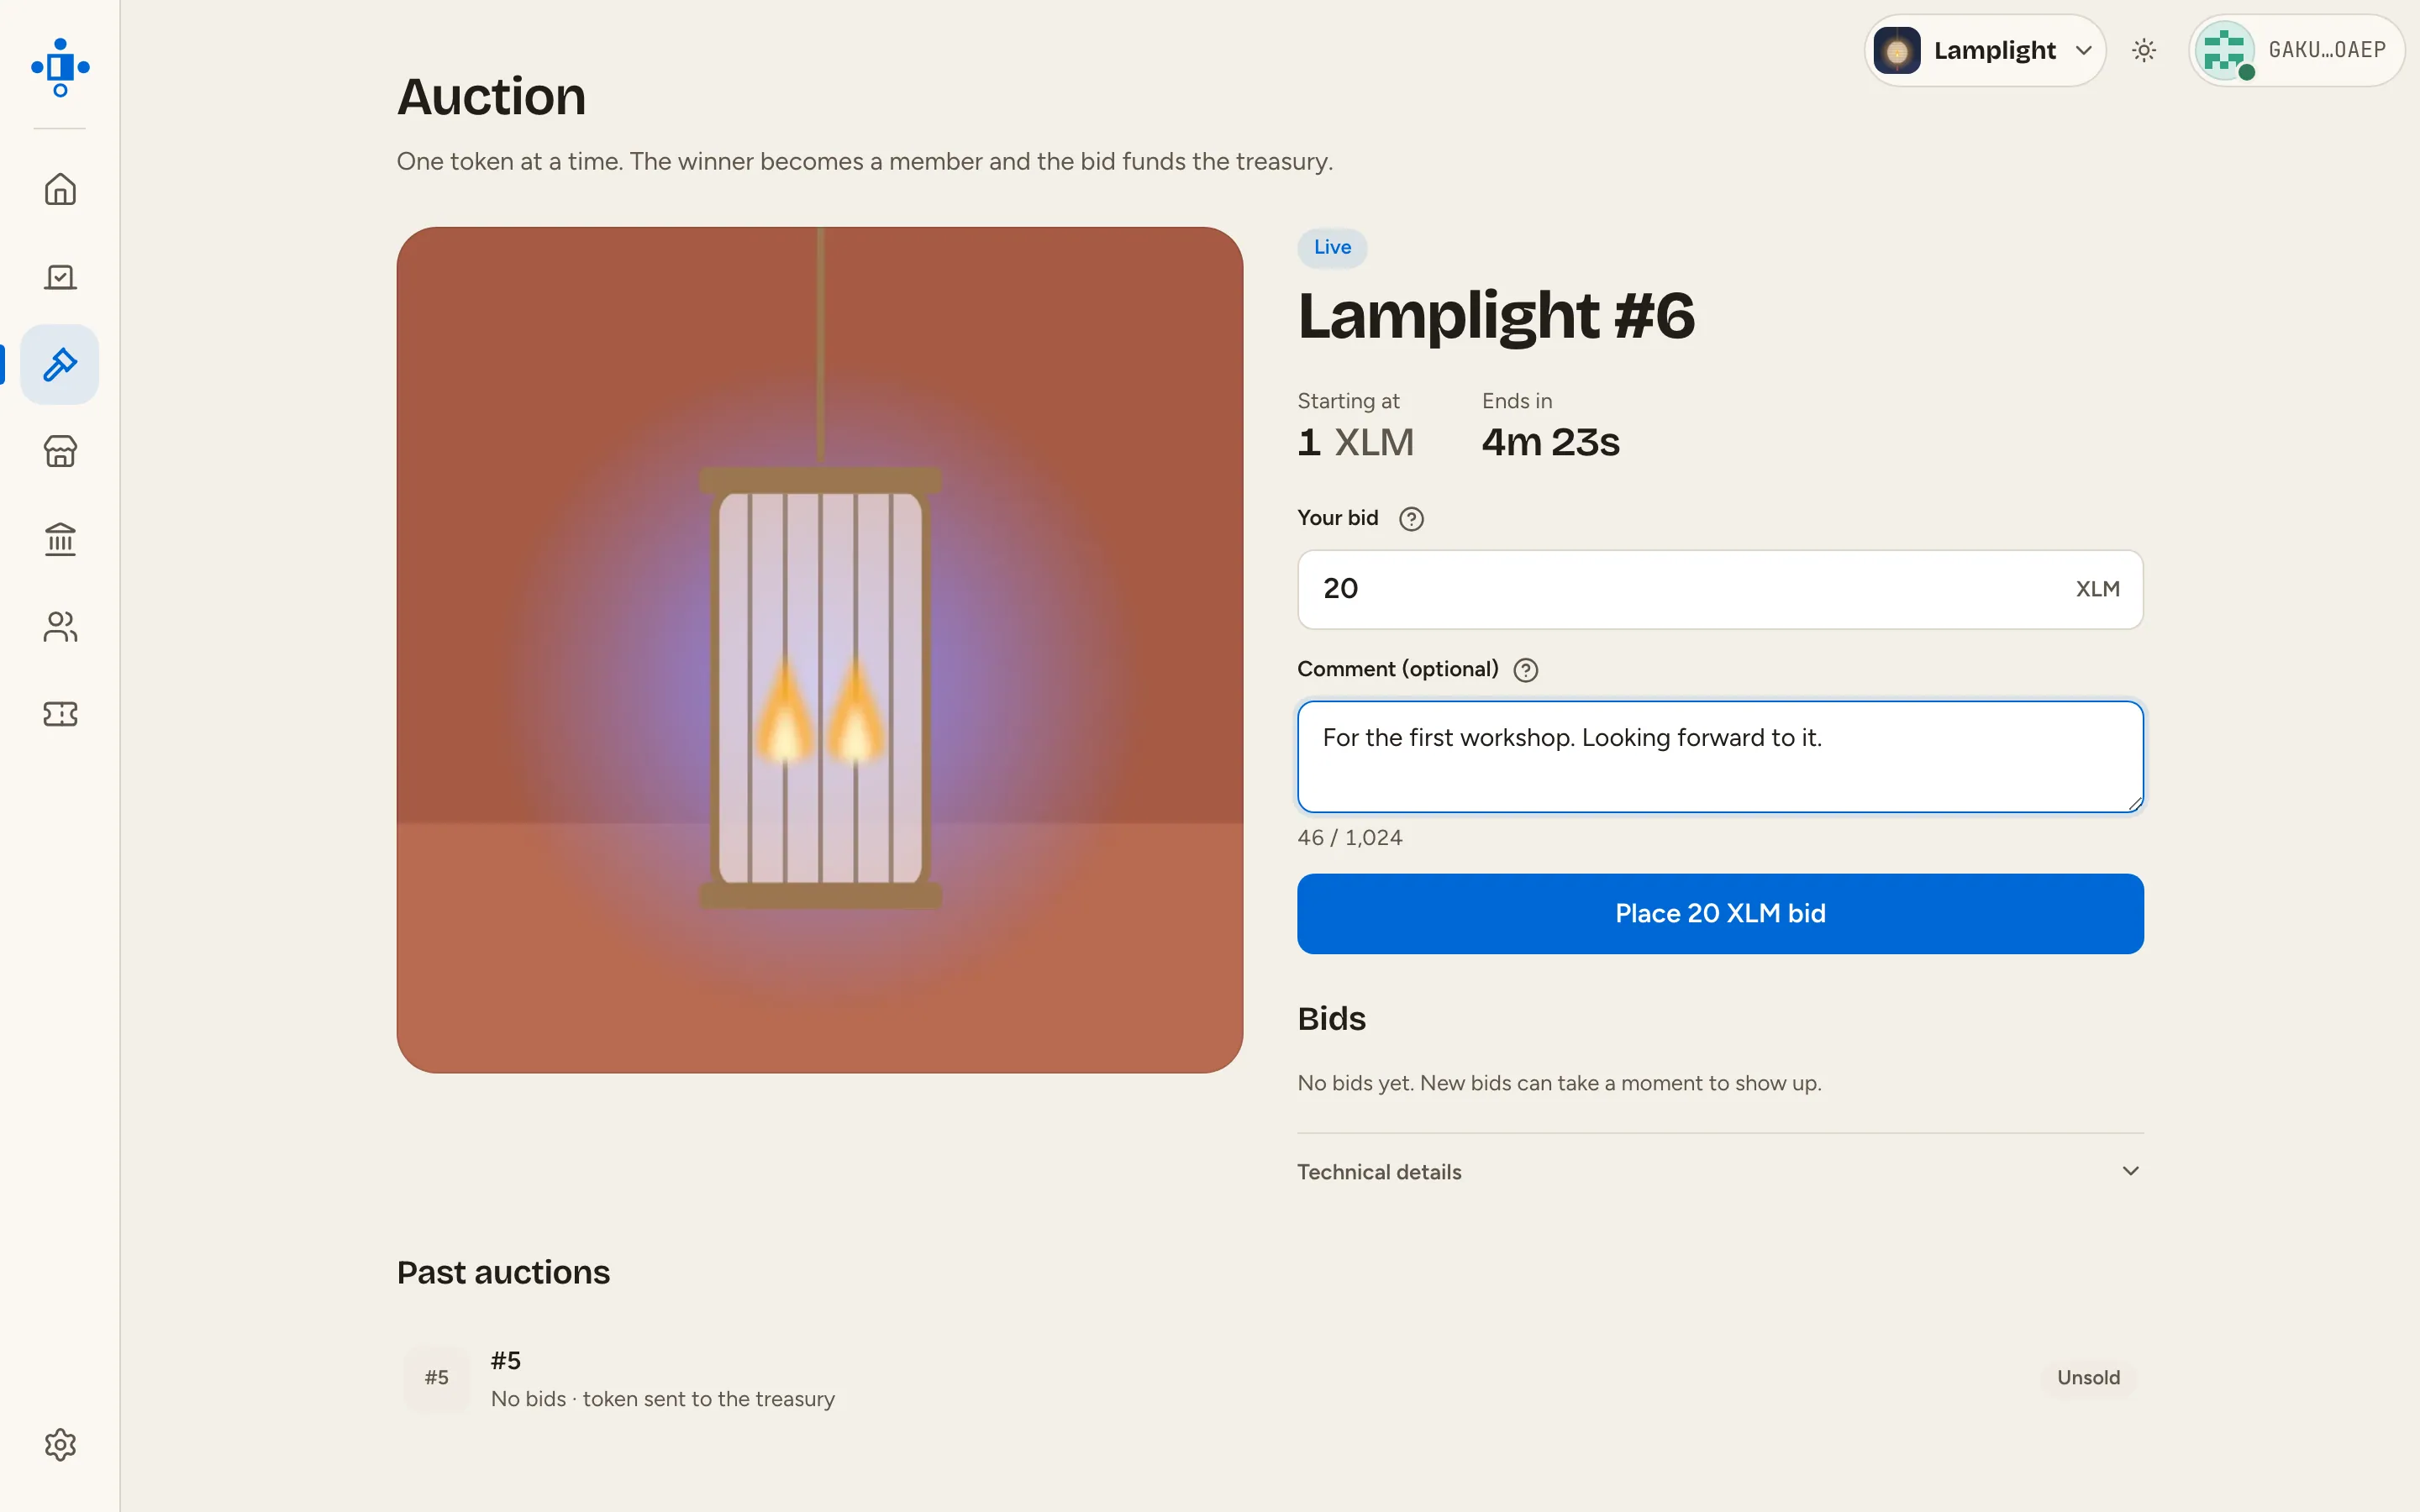 Lamplight
GAKU…OAEP
Auction
One token at a time. The winner becomes a member and the bid funds the treasury.
Live
Lamplight #6
Starting at
Ends in
1 XLM
4m 23s
Your bid
20
XLM
Comment (optional)
For the first workshop. Looking forward to it.
46 / 1,024
Place 20 XLM bid
Bids
No bids yet. New bids can take a moment to show up.
Technical details
Past auctions
#5
#5
No bids · token sent to the treasury
Unsold